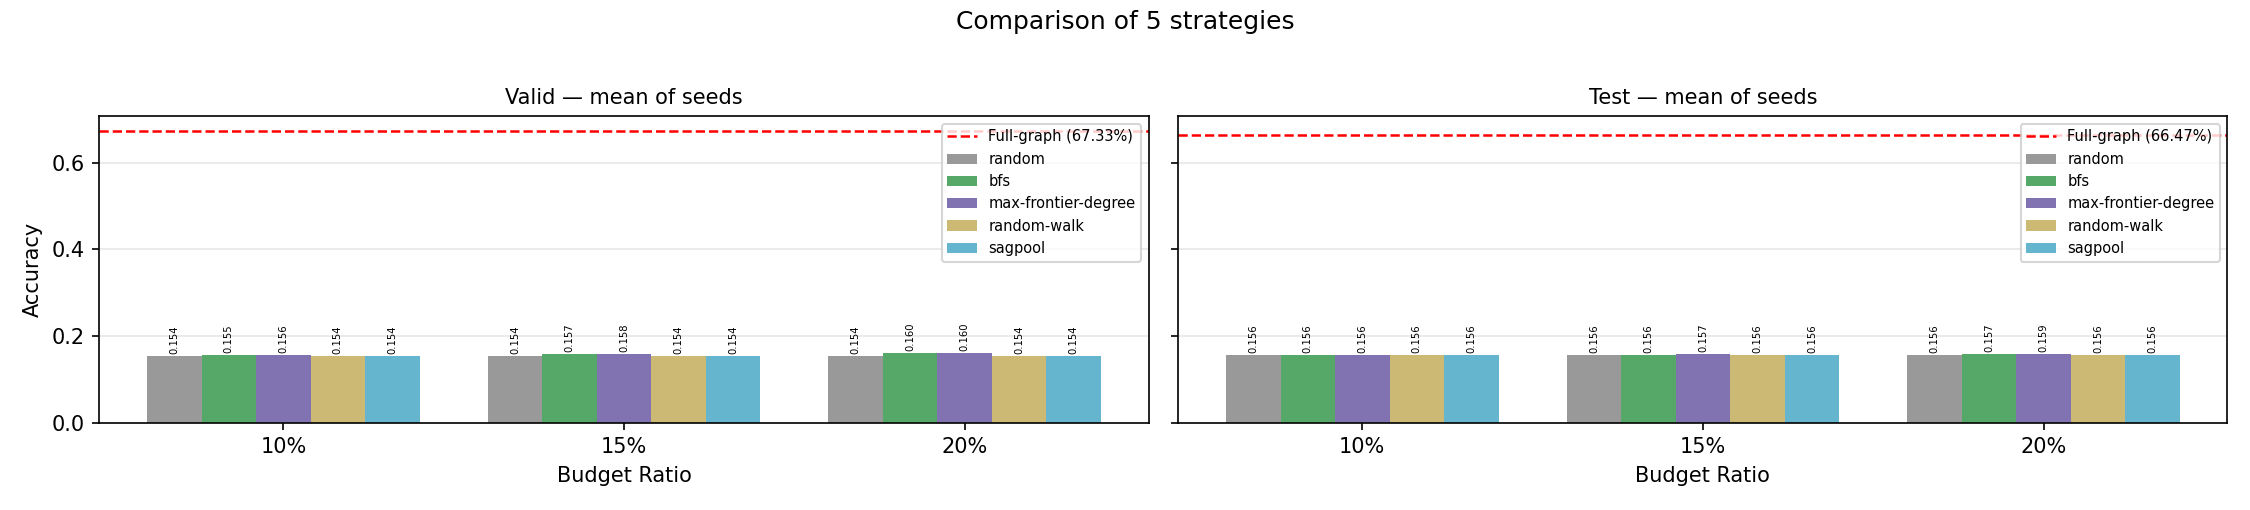 Comparison of 5 strategies
Valid — mean of seeds
Accuracy
0.6
0.4
0.2
0.0
Full-graph (67.33%)
random
bfs
max-frontier-degree
random-walk
sagpool
0.154
0.155
0.156
0.154
0.154
0.154
0.157
0.158
0.154
0.154
0.154
0.160
0.160
0.154
0.154
10%
15%
20%
Budget Ratio
Test — mean of seeds
Full-graph (66.47%)
random
bfs
max-frontier-degree
random-walk
sagpool
0.156
0.156
0.156
0.156
0.156
0.156
0.156
0.157
0.156
0.156
0.156
0.157
0.159
0.156
0.156
10%
15%
20%
Budget Ratio